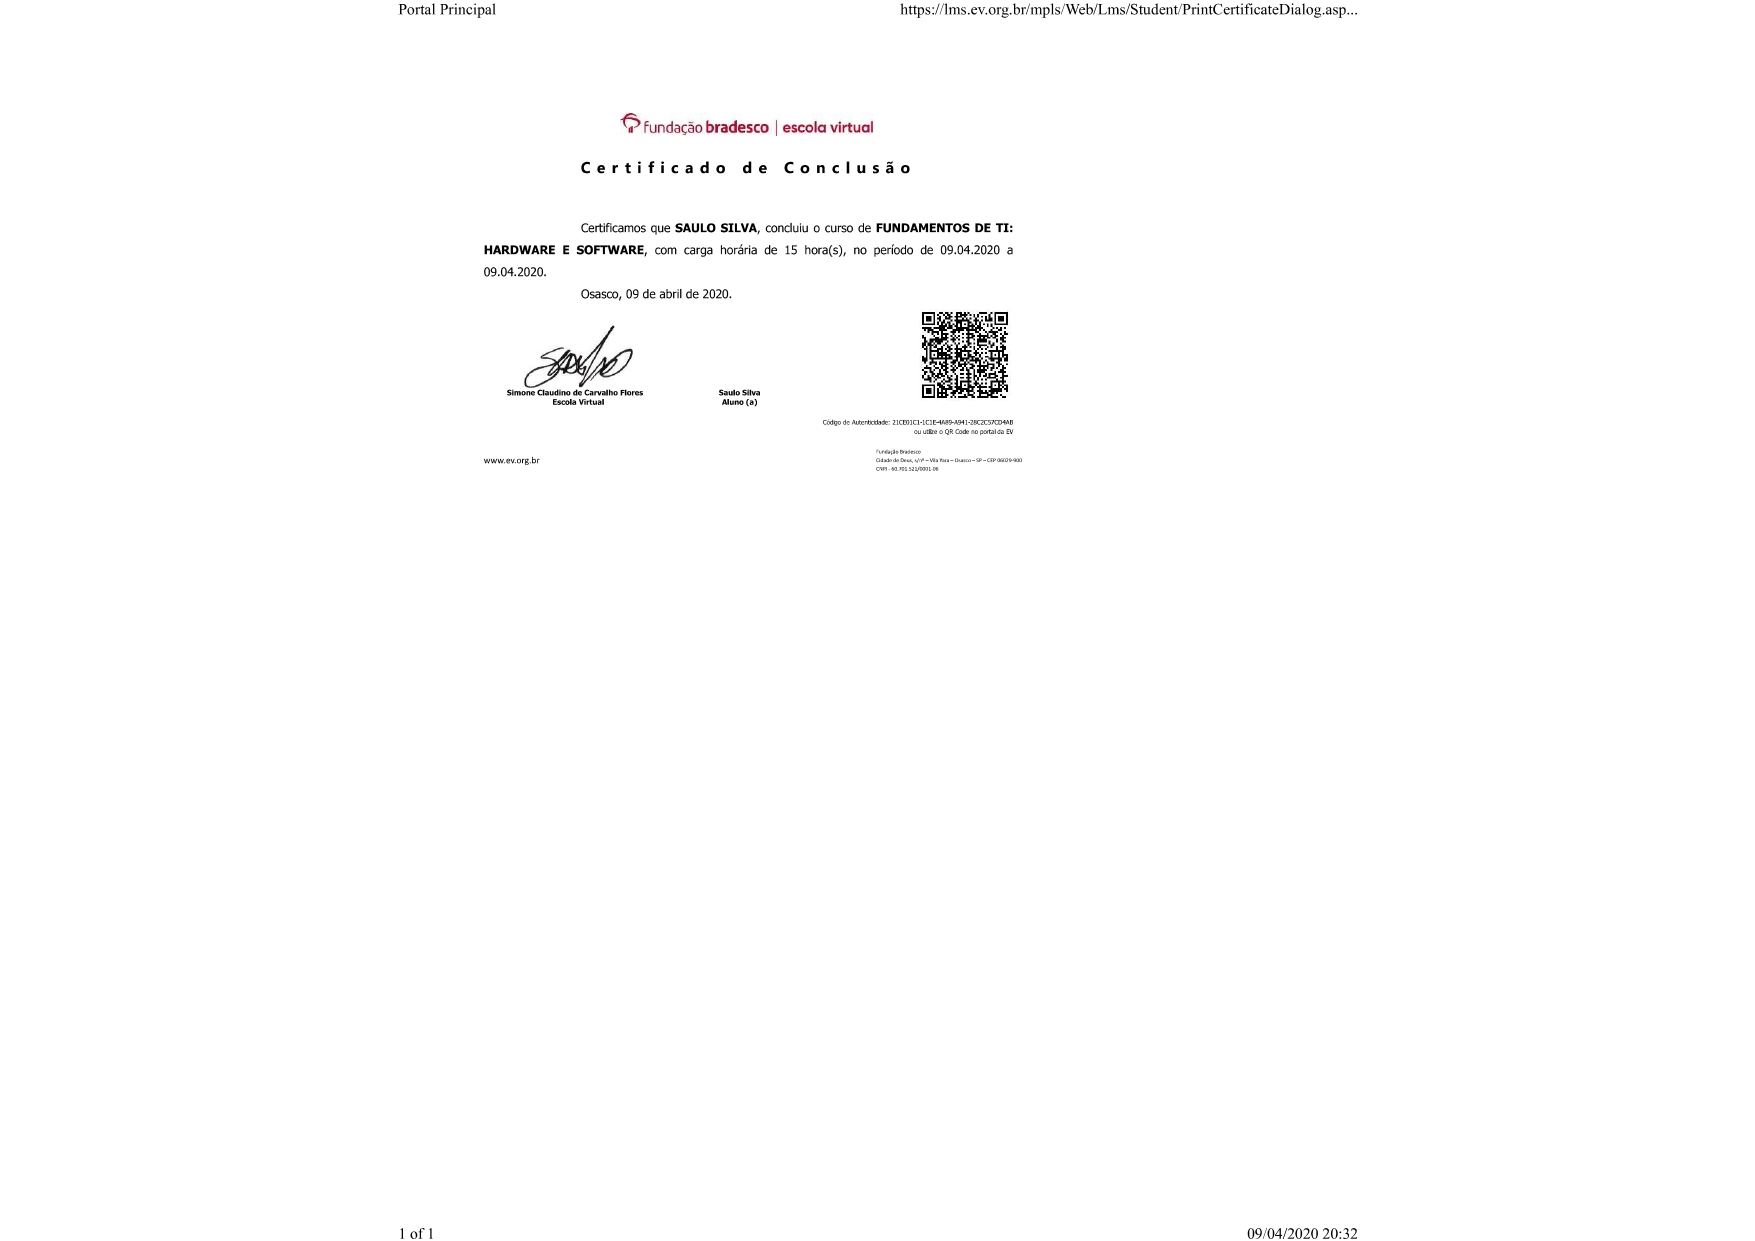 Portal Principal
https://lms.ev.org.br/mpls/Web/Lms/Student/PrintCertificateDialog.asp...
fundação bradesco | escola virtual
Certificado de Conclusão
Certificamos que SAULO SILVA, concluiu o curso de FUNDAMENTOS DE TI:
HARDWARE E SOFTWARE, com carga horária de 15 hora(s), no período de 09.04.2020 a
09.04.2020.
Osasco, 09 de abril de 2020.
Simone Claudino de Carvalho Flores
Escola Virtual
Saulo Silva
Aluno (a)
Código de Autenticidade: 21CE01C1-1C1E-4A89-A941-28C2C57CD4AB
ou utilize o QR Code no portal da EV
www.ev.org.br
Fundação Bradesco
Cidade de Deus, s/nº – Vila Yara – Osasco – SP – CEP 06029-900
CNPJ - 60.701.521/0001-06
1 of 1
09/04/2020 20:32